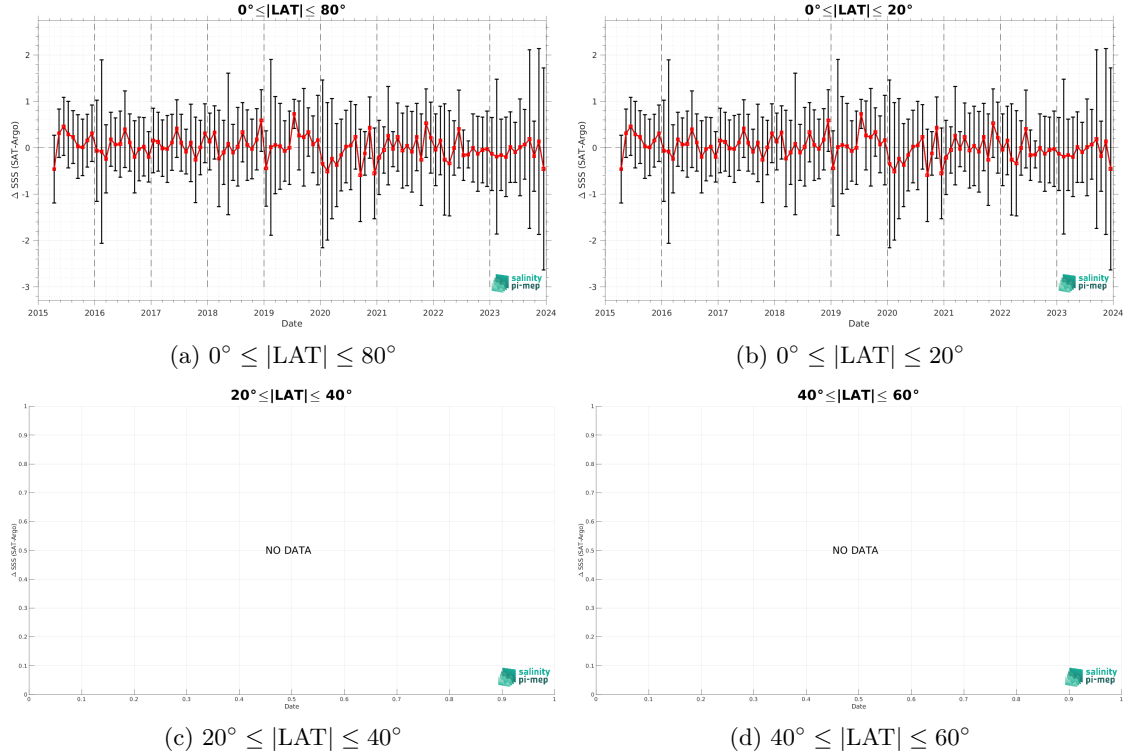 0°≤|LAT|≤ 80°
Δ SSS (SAT-Argo)
2
1
0
-1
-2
-3
2015 2016 2017 2018 2019 2020 2021 2022 2023 2024
Date
salinity
pi-mep
(a) 0° ≤ |LAT| ≤ 80°
0°≤|LAT|≤ 20°
Δ SSS (SAT-Argo)
2
1
0
-1
-2
-3
2015 2016 2017 2018 2019 2020 2021 2022 2023 2024
Date
salinity
pi-mep
(b) 0° ≤ |LAT| ≤ 20°
20°≤|LAT|≤ 40°
Δ SSS (SAT-Argo)
1
0.9
0.8
0.7
0.6
0.5
0.4
0.3
0.2
0.1
0
NO DATA
0 0.1 0.2 0.3 0.4 0.5 0.6 0.7 0.8 0.9 1
Date
salinity
pi-mep
(c) 20° ≤ |LAT| ≤ 40°
40°≤|LAT|≤ 60°
Δ SSS (SAT-Argo)
1
0.9
0.8
0.7
0.6
0.5
0.4
0.3
0.2
0.1
0
NO DATA
0 0.1 0.2 0.3 0.4 0.5 0.6 0.7 0.8 0.9 1
Date
salinity
pi-mep
(d) 40° ≤ |LAT| ≤ 60°